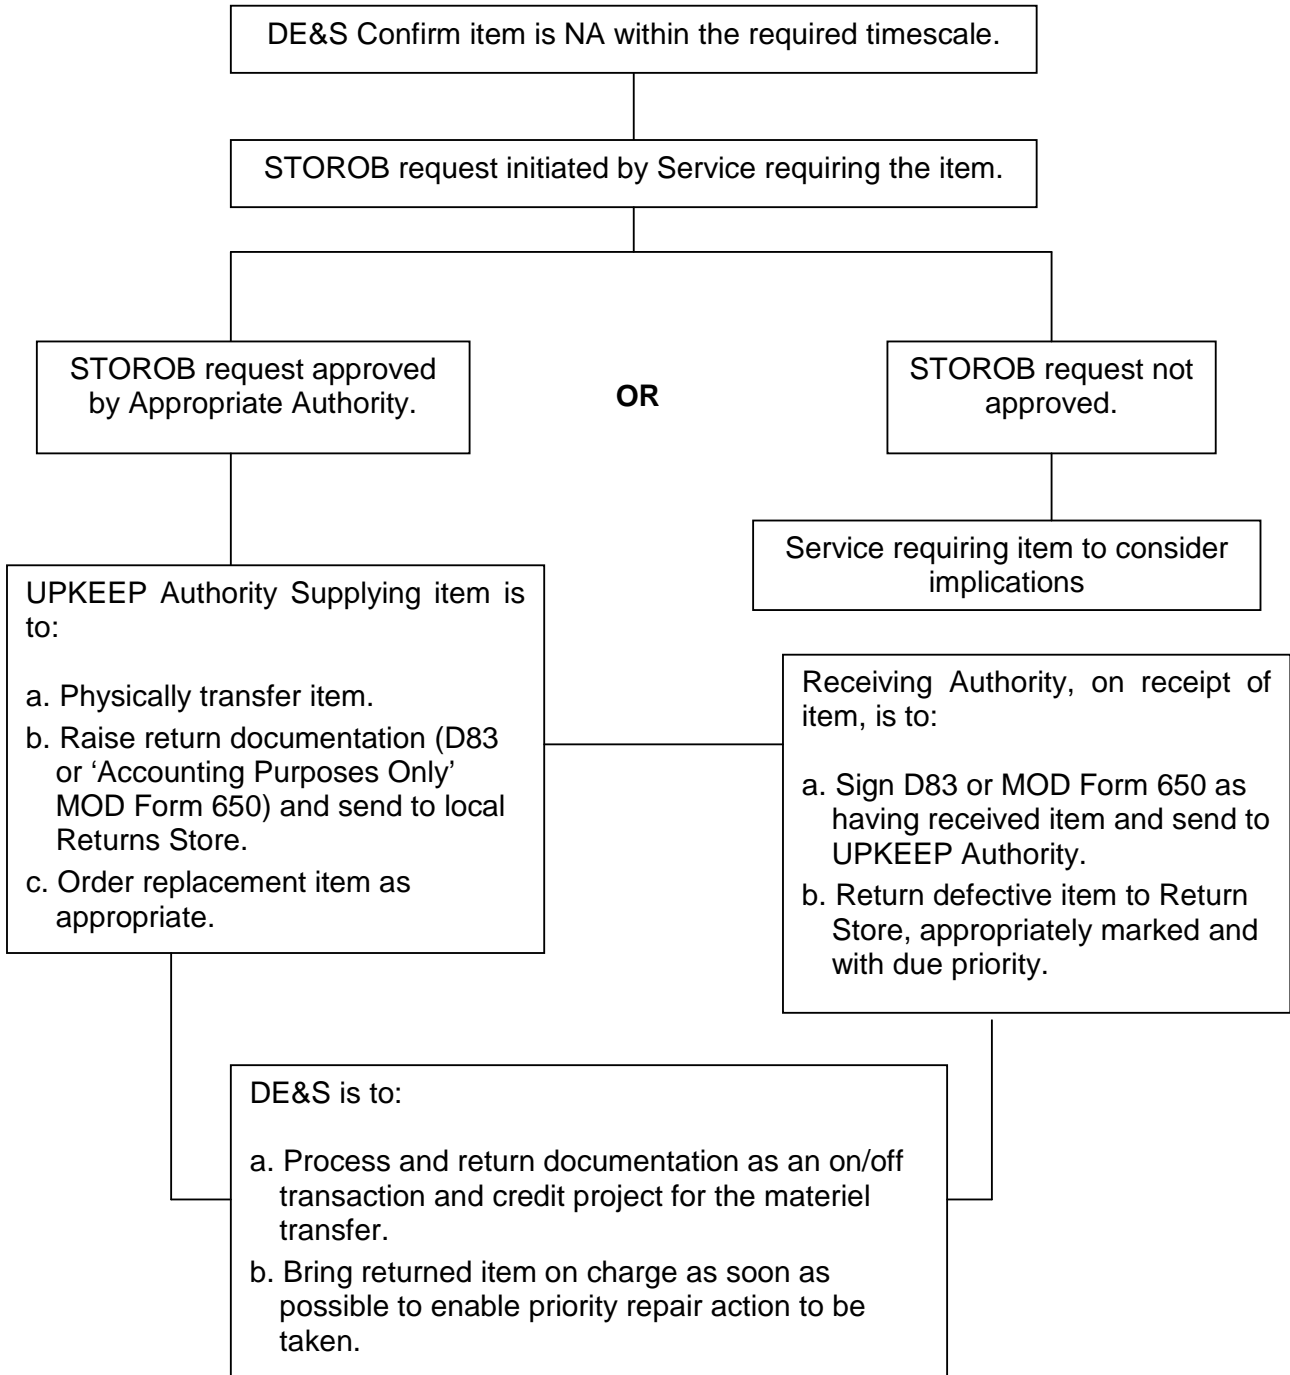 DE&S Confirm item is NA within the required timescale.
STOROB request initiated by Service requiring the item.
STOROB request approved
by Appropriate Authority.
OR
STOROB request not
approved.
Service requiring item to consider
implications
UPKEEP Authority Supplying item is
to:
a. Physically transfer item.
b. Raise return documentation (D83
or ‘Accounting Purposes Only’
MOD Form 650) and send to local
Returns Store.
c. Order replacement item as
appropriate.
Receiving Authority, on receipt of
item, is to:
a. Sign D83 or MOD Form 650 as
having received item and send to
UPKEEP Authority.
b. Return defective item to Return
Store, appropriately marked and
with due priority.
DE&S is to:
a. Process and return documentation as an on/off
transaction and credit project for the materiel
transfer.
b. Bring returned item on charge as soon as
possible to enable priority repair action to be
taken.